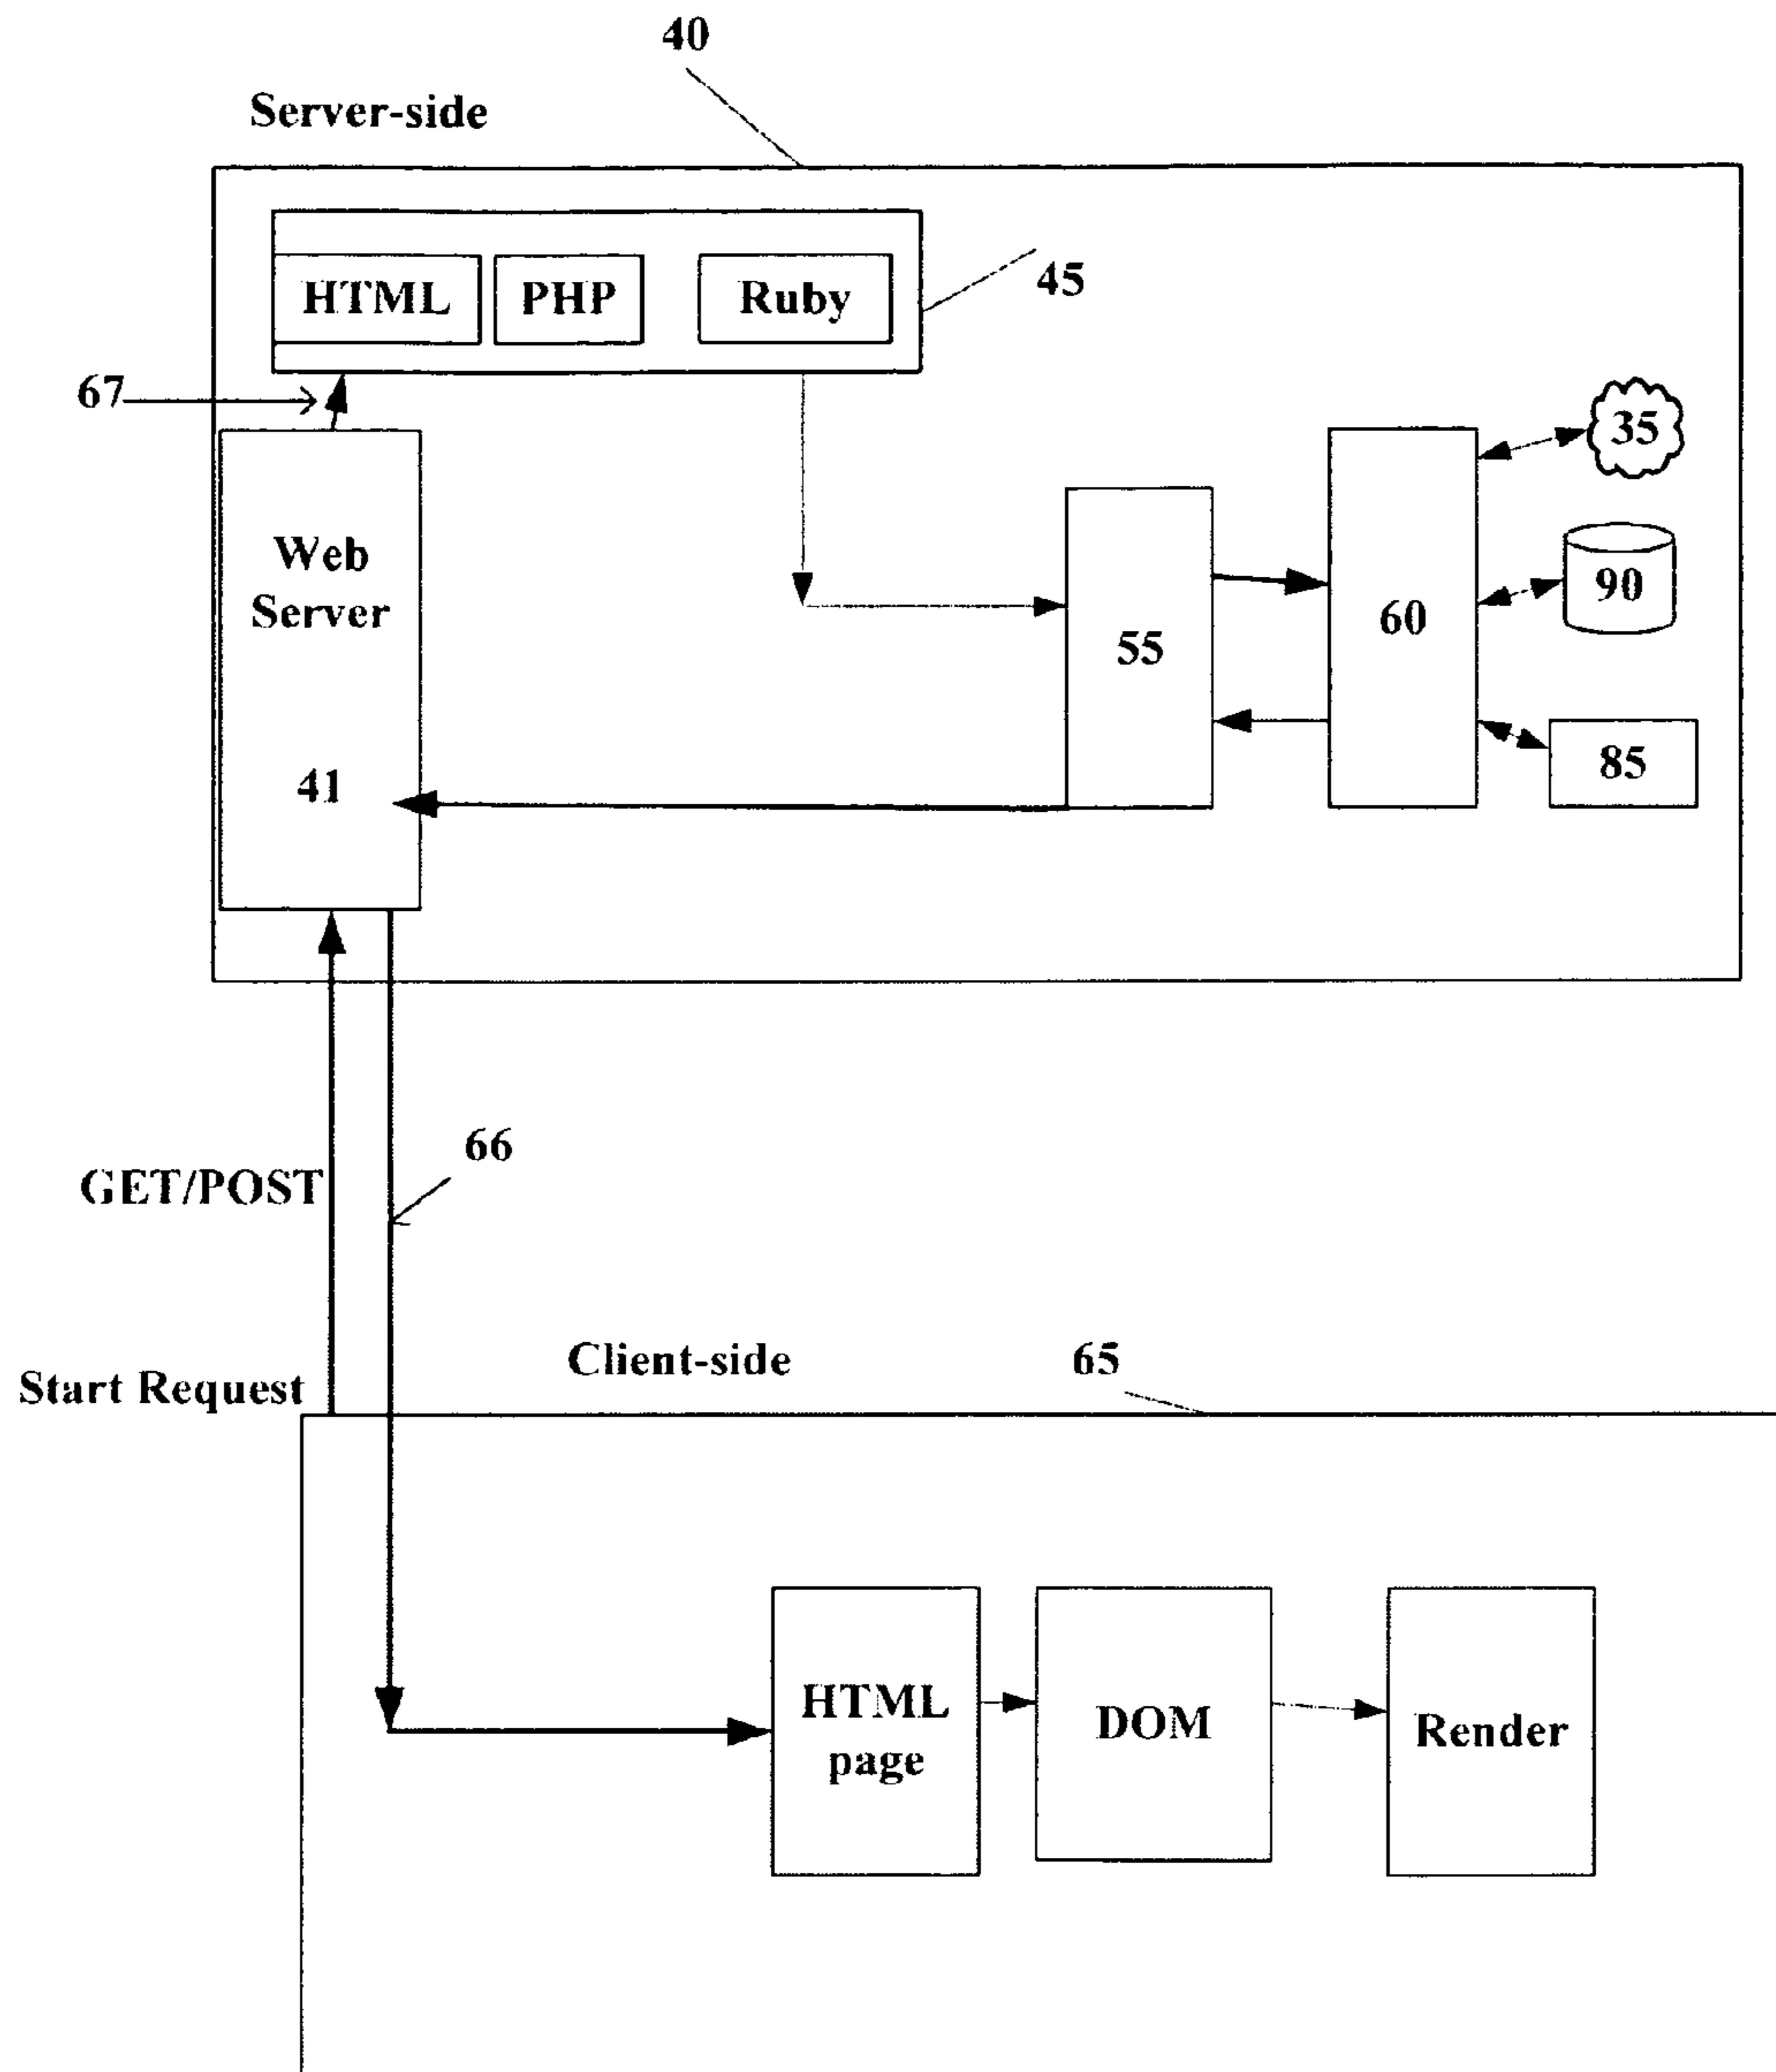 40
Server-side
HTML
PHP
Ruby
45
67
35
Web
Server
90
60
55
85
41
66
GET/POST
Client-side
65
Start Request
HTML
page
DOM
Render